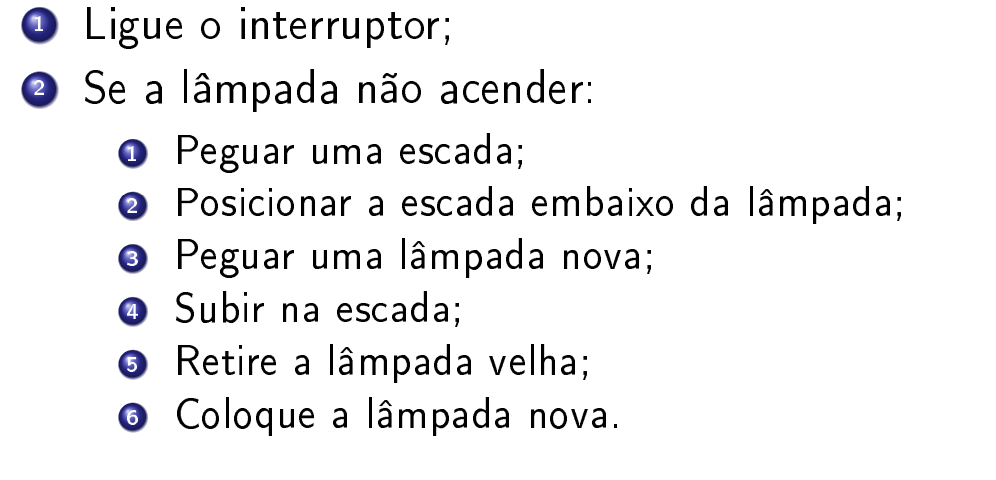 1 Ligue o interruptor;
2 Se a lâmpada não acender:
1 Peguar uma escada;
2 Posicionar a escada embaixo da lâmpada;
3 Peguar uma lâmpada nova;
4 Subir na escada;
5 Retire a lâmpada velha;
6 Coloque a lâmpada nova.